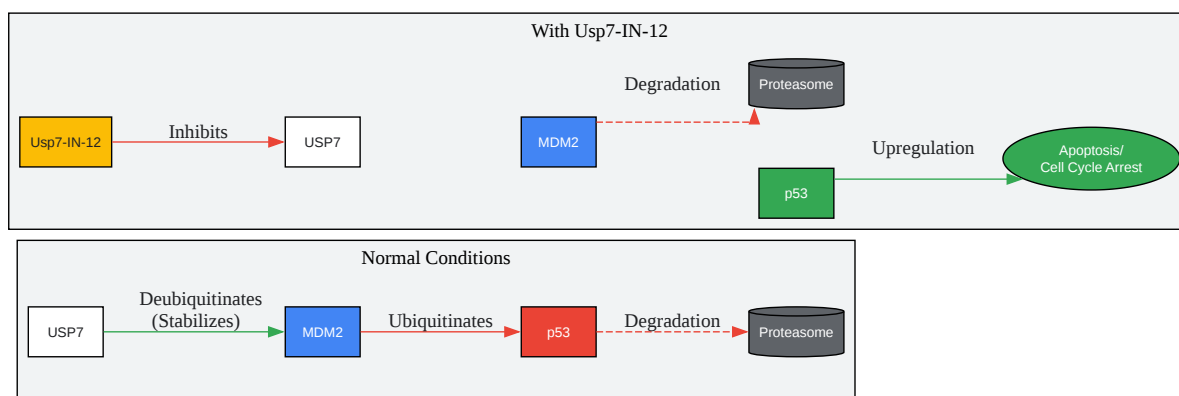 With Usp7-IN-12
Degradation
Proteasome
Usp7-IN-12
Inhibits
USP7
MDM2
Upregulation
Apoptosis/
Cell Cycle Arrest
p53
Normal Conditions
USP7
Deubiquitinates
(Stabilizes)
MDM2
Ubiquitinates
p53
Degradation
Proteasome